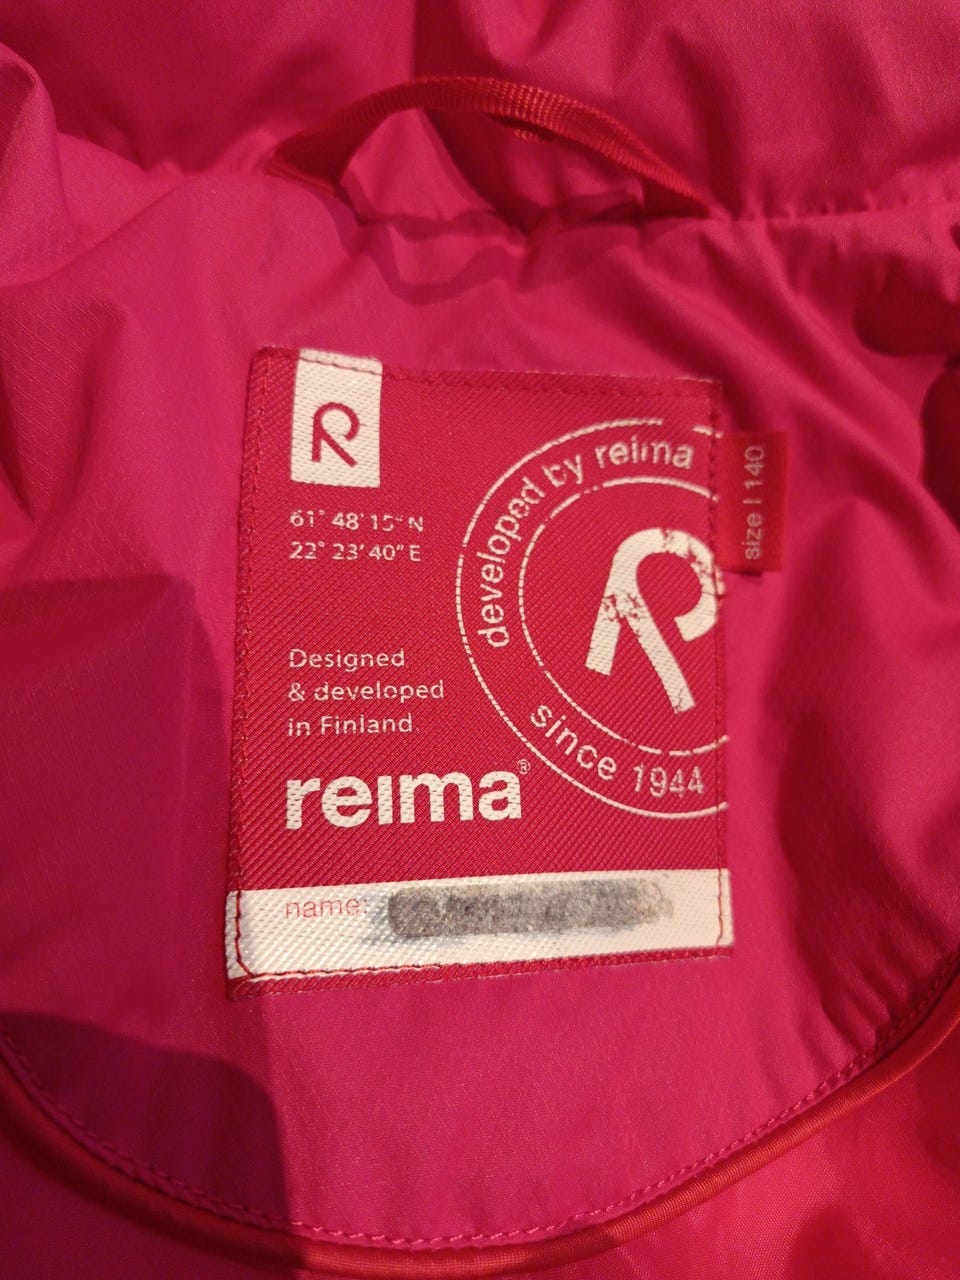 R
61° 48' 15" N
22° 23' 40" E
developed by reima
R
since 1944
size | 140
Designed
& developed
in Finland
reima®
name: